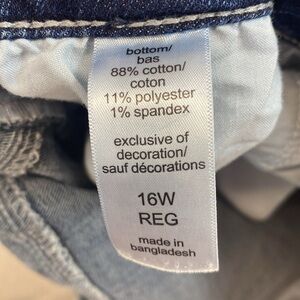 bottom/
bas
88% cotton/
coton
11% polyester
1% spandex
exclusive of
decoration/
sauf décorations
16W
REG
made in
bangladesh